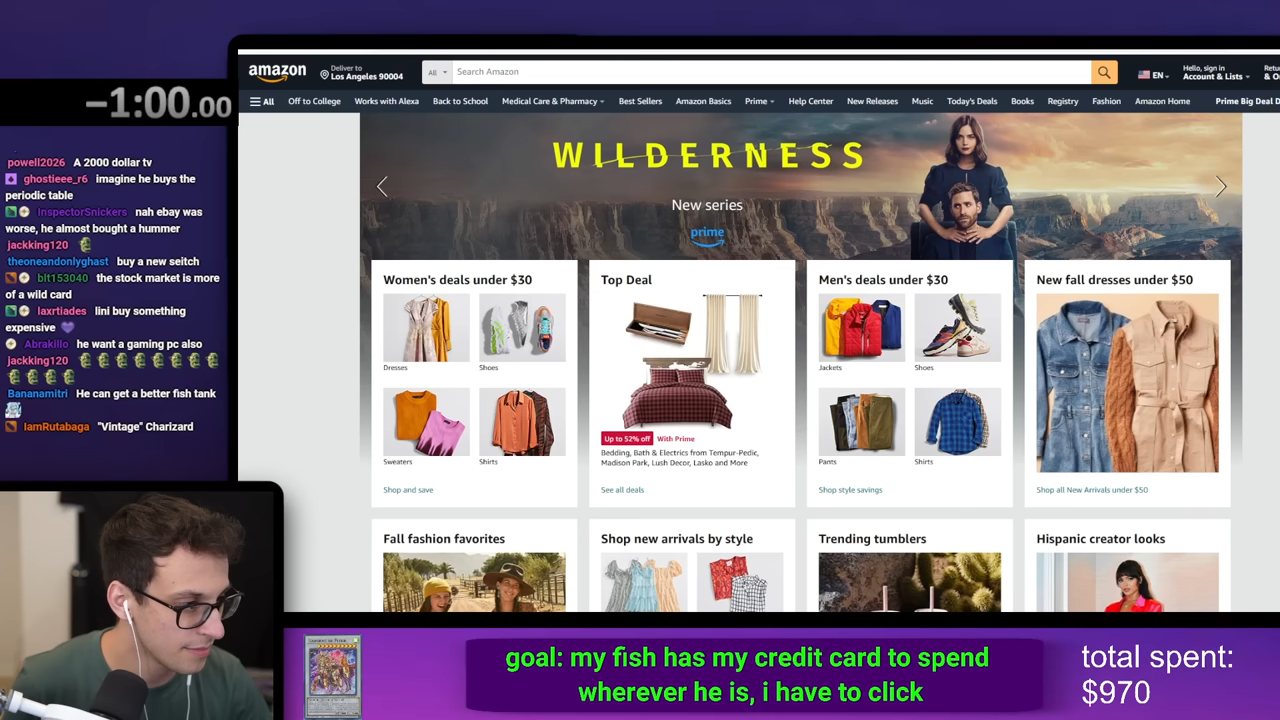 amazon
Deliver to
Los Angeles 90004
All
Search Amazon
EN
Hello, sign in
Account & Lists
Retu
& O
All
Off to College
Works with Alexa
Back to School
Medical Care & Pharmacy
Best Sellers
Amazon Basics
Prime
Help Center
New Releases
Music
Today's Deals
Books
Registry
Fashion
Amazon Home
Prime Big Deal D
−1:00.00
powell2026 A 2000 dollar tv
ghostieee_r6 imagine he buys the
periodic table
InspectorSnickers nah ebay was
worse, he almost bought a hummer
jackking120
theoneandonlyghast buy a new seitch
blt153040 the stock market is more
of a wild card
laxrtiades lini buy something
expensive
Abrakillo he want a gaming pc also
jackking120
Bananamitri He can get a better fish tank
IamRutabaga "Vintage" Charizard
WILDERNESS
New series
prime
Women's deals under $30
Dresses
Shoes
Sweaters
Shirts
Shop and save
Top Deal
Up to 52% off With Prime
Bedding, Bath & Electrics from Tempur-Pedic,
Madison Park, Lush Decor, Lasko and More
See all deals
Men's deals under $30
Jackets
Shoes
Pants
Shirts
Shop style savings
New fall dresses under $50
Shop all New Arrivals under $50
Fall fashion favorites
Shop new arrivals by style
Trending tumblers
Hispanic creator looks
goal: my fish has my credit card to spend
wherever he is, i have to click
total spent:
$970